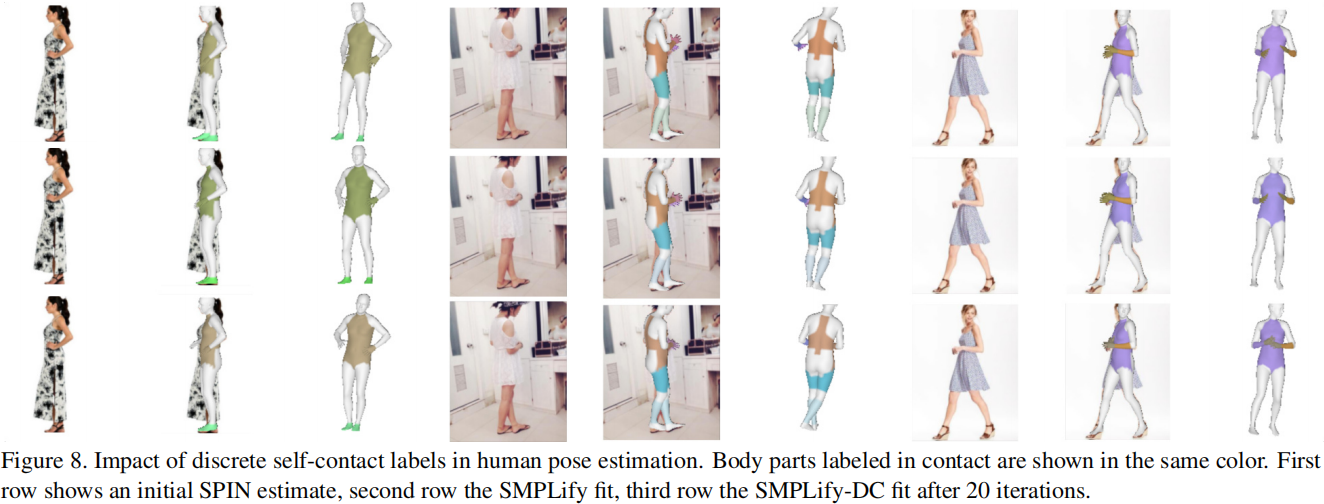 Figure 8. Impact of discrete self-contact labels in human pose estimation. Body parts labeled in contact are shown in the same color. First
row shows an initial SPIN estimate, second row the SMPLify fit, third row the SMPLify-DC fit after 20 iterations.